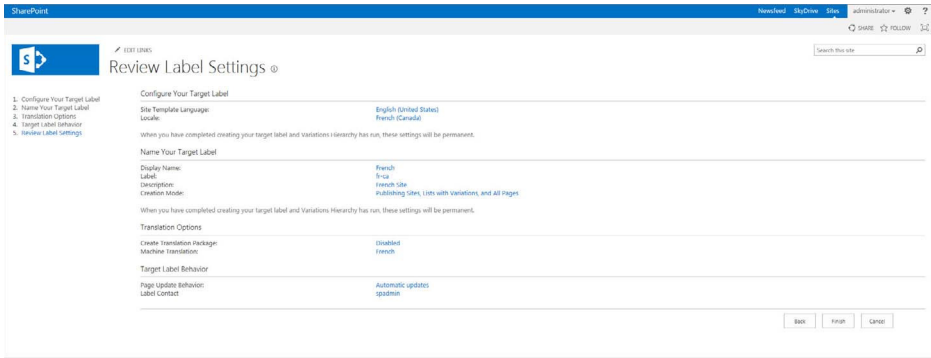 SharePoint
Newsfeed SkyDrive Sites administrator ?
SHARE FOLLOW
EDIT LINKS
Search this site
Review Label Settings
1. Configure Your Target Label
2. Name Your Target Label
3. Translation Options
4. Target Label Behavior
5. Review Label Settings
Configure Your Target Label
Site Template Language: English (United States)
Locale: French (Canada)
When you have completed creating your target label and Variations Hierarchy has run, these settings will be permanent.
Name Your Target Label
Display Name: French
Label: fr-ca
Description: French Site
Creation Mode: Publishing Sites, Lists with Variations, and All Pages
When you have completed creating your target label and Variations Hierarchy has run, these settings will be permanent.
Translation Options
Create Translation Package: Disabled
Machine Translation: French
Target Label Behavior
Page Update Behavior: Automatic updates
Label Contact spadmin
Back Finish Cancel